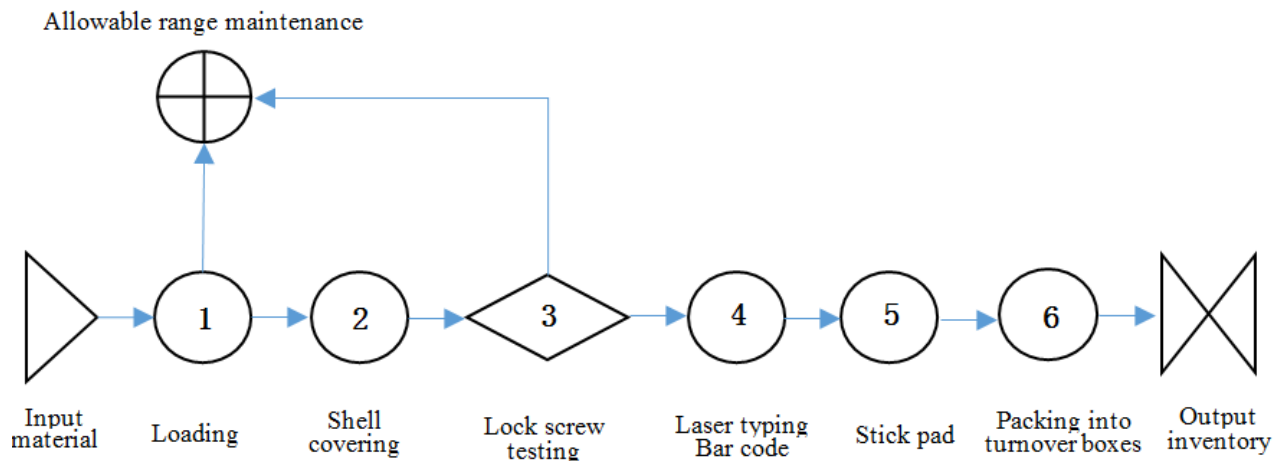 Allowable range maintenance
1
2
3
4
5
6
Input
material
Loading
Shell
covering
Lock screw
testing
Laser typing
Bar code
Stick pad
Packing into
turnover boxes
Output
inventory